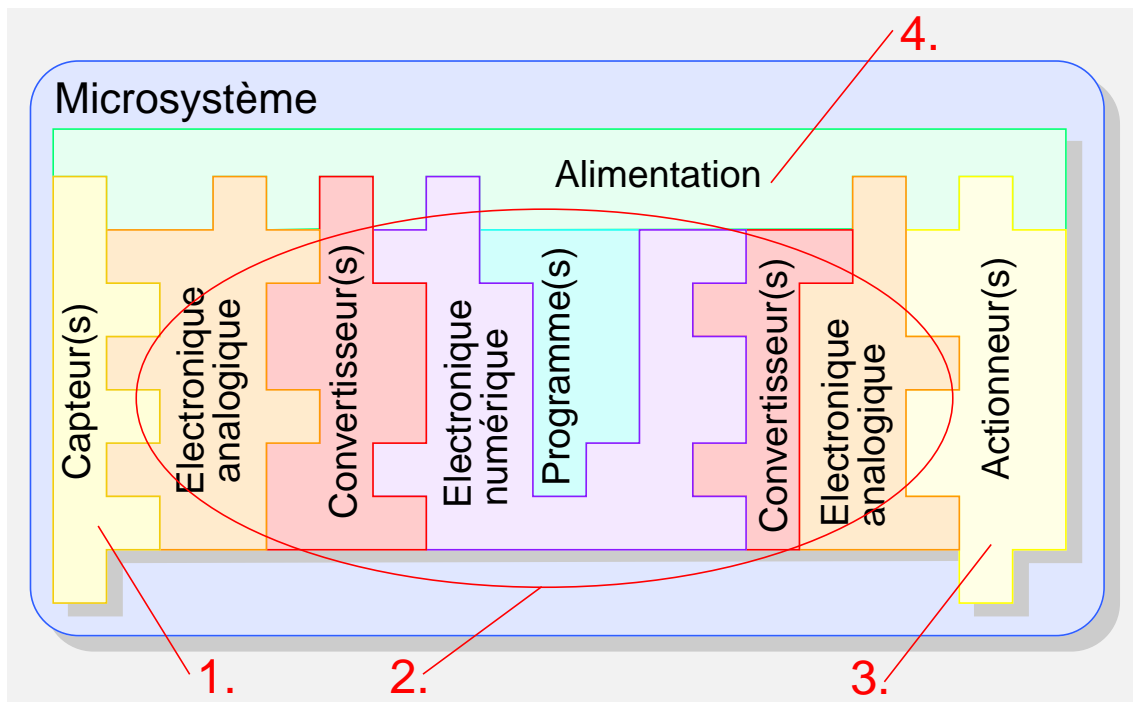 4.
Microsystème
Alimentation
Capteur(s)
Electronique
analogique
Convertisseur(s)
Electronique
numérique
Programme(s)
Convertisseur(s)
Electronique
analogique
Actionneur(s)
1.
2.
3.